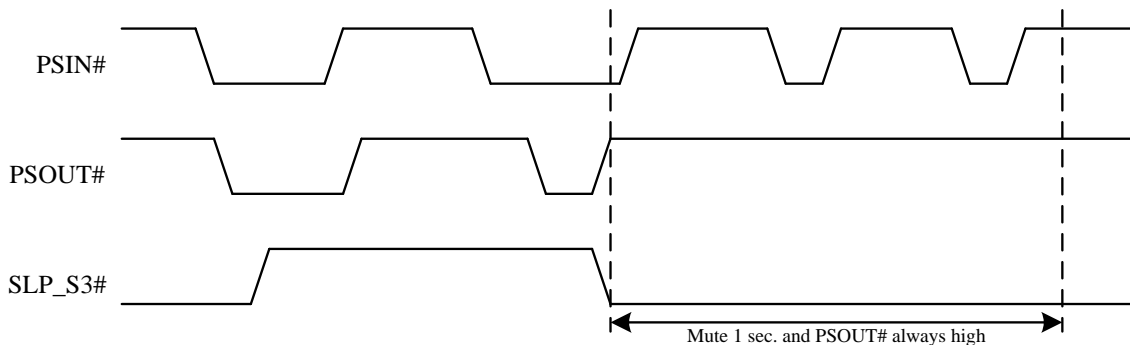 PSIN#
PSOUT#
SLP_S3#
Mute 1 sec. and PSOUT# always high